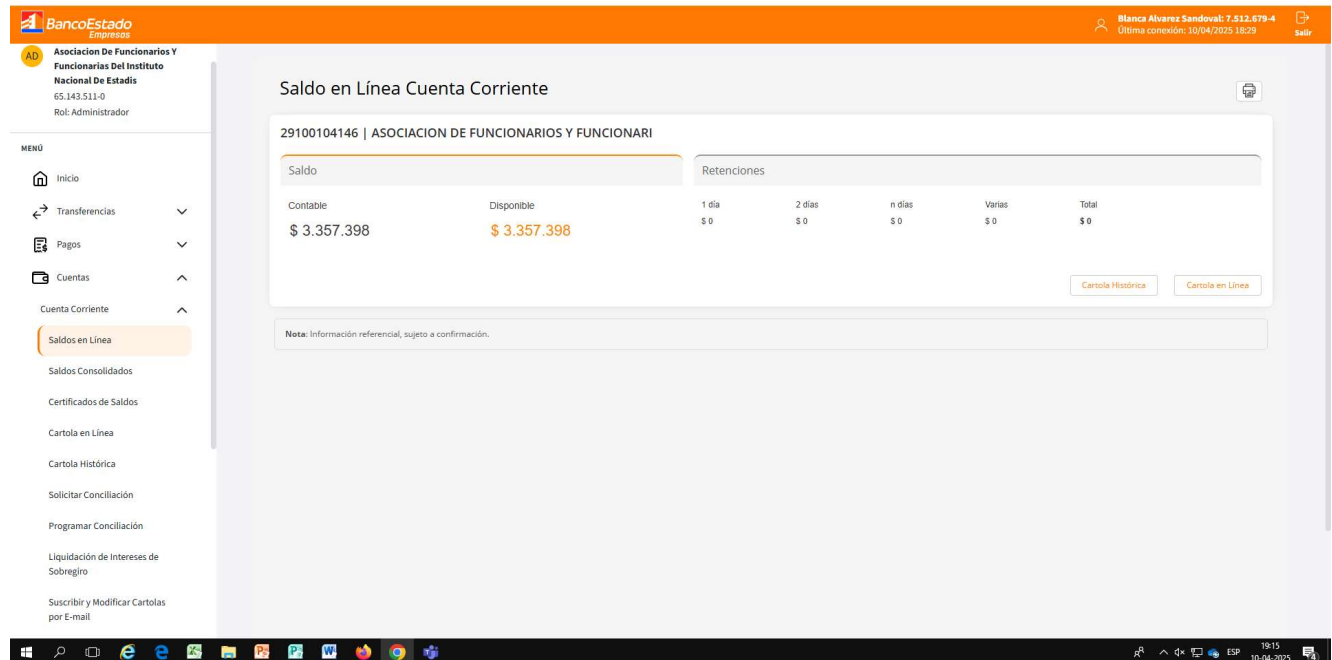 BancoEstado
Empresas
Blanca Alvarez Sandoval: 7.512.679-4
Última conexión: 10/04/2025 18:29
Salir
AD
Asociacion De Funcionarios Y
Funcionarias Del Instituto
Nacional De Estadis
65.143.511-0
Rol: Administrador
MENÚ
Inicio
Transferencias
Pagos
Cuentas
Cuenta Corriente
Saldos en Línea
Saldos Consolidados
Certificados de Saldos
Cartola en Línea
Cartola Histórica
Solicitar Conciliación
Programar Conciliación
Liquidación de Intereses de
Sobregiro
Suscribir y Modificar Cartolas
por E-mail
Saldo en Línea Cuenta Corriente
29100104146 | ASOCIACION DE FUNCIONARIOS Y FUNCIONARI
Saldo
Contable
Disponible
$ 3.357.398
$ 3.357.398
Retenciones
1 día
2 días
n días
Varias
Total
$ 0
$ 0
$ 0
$ 0
$ 0
Cartola Histórica
Cartola en Línea
Nota: Información referencial, sujeto a confirmación.
ESP
19:15
10-04-2025
4